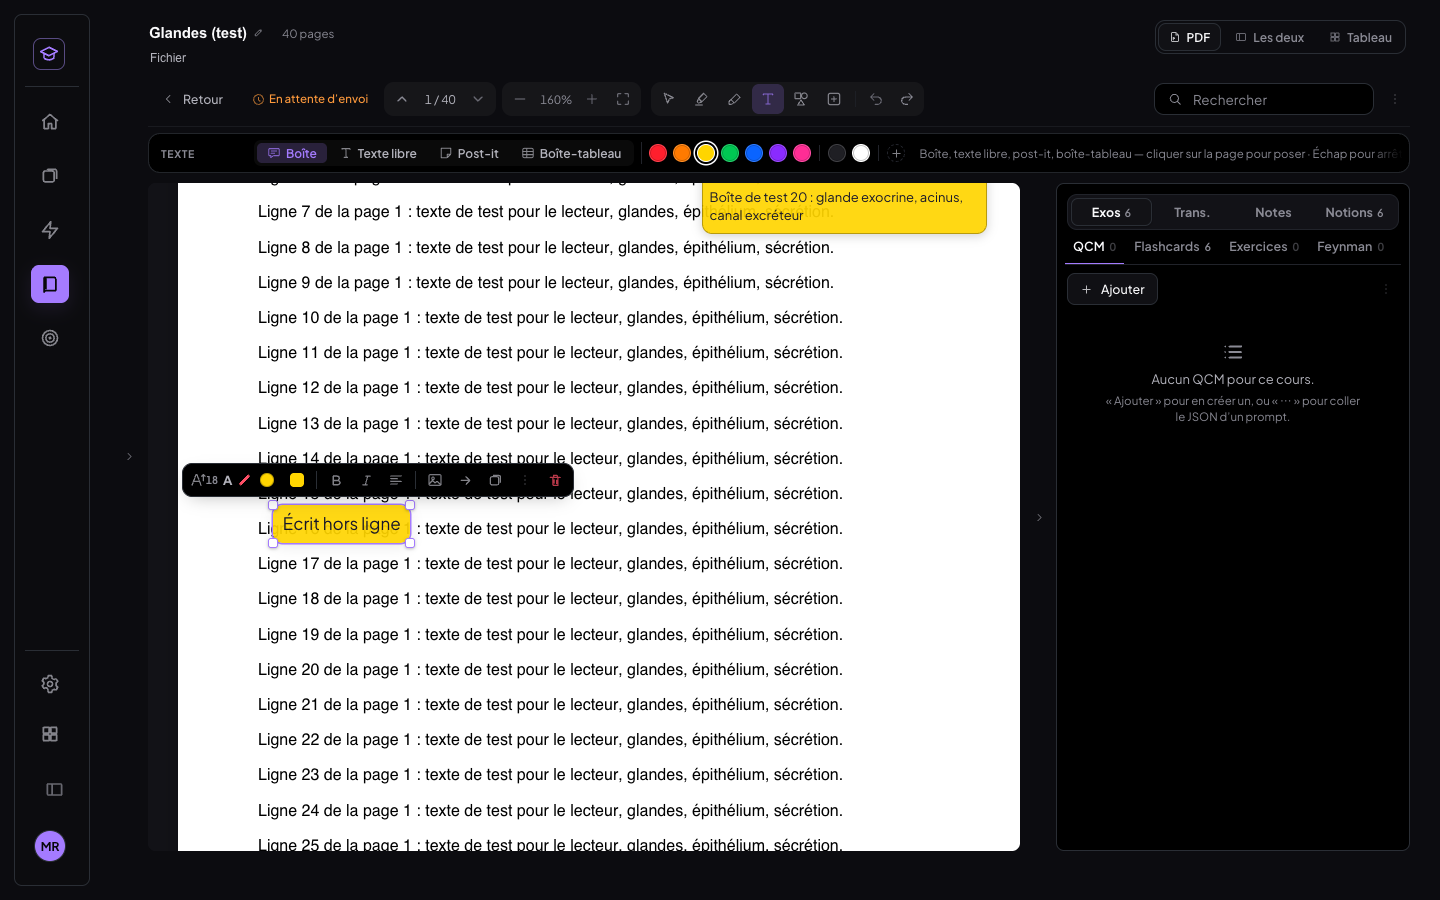 Glandes (test)
40 pages
Fichier
PDF
Les deux
Tableau
Retour
En attente d'envoi
1 / 40
160%
Rechercher
TEXTE
Boîte
Texte libre
Post-it
Boîte-tableau
Boîte, texte libre, post-it, boîte-tableau — cliquer sur la page pour poser · Échap pour
Boîte de test 20 : glande exocrine, acinus,
canal excréteur
Ligne 7 de la page 1 : texte de test pour le lecteur, glandes,
Ligne 8 de la page 1 : texte de test pour le lecteur, glandes, épithélium, sécrétion.
Ligne 9 de la page 1 : texte de test pour le lecteur, glandes, épithélium, sécrétion.
Ligne 10 de la page 1 : texte de test pour le lecteur, glandes, épithélium, sécrétion.
Ligne 11 de la page 1 : texte de test pour le lecteur, glandes, épithélium, sécrétion.
Ligne 12 de la page 1 : texte de test pour le lecteur, glandes, épithélium, sécrétion.
Ligne 13 de la page 1 : texte de test pour le lecteur, glandes, épithélium, sécrétion.
Ligne 14 de la page 1 : texte de test pour le lecteur, glandes, épithélium, sécrétion.
A 18 A B I
le lecteur, glandes, épithélium, sécrétion.
Écrit hors ligne
: texte de test pour le lecteur, glandes, épithélium, sécrétion.
Ligne 17 de la page 1 : texte de test pour le lecteur, glandes, épithélium, sécrétion.
Ligne 18 de la page 1 : texte de test pour le lecteur, glandes, épithélium, sécrétion.
Ligne 19 de la page 1 : texte de test pour le lecteur, glandes, épithélium, sécrétion.
Ligne 20 de la page 1 : texte de test pour le lecteur, glandes, épithélium, sécrétion.
Ligne 21 de la page 1 : texte de test pour le lecteur, glandes, épithélium, sécrétion.
Ligne 22 de la page 1 : texte de test pour le lecteur, glandes, épithélium, sécrétion.
Ligne 23 de la page 1 : texte de test pour le lecteur, glandes, épithélium, sécrétion.
Ligne 24 de la page 1 : texte de test pour le lecteur, glandes, épithélium, sécrétion.
Ligne 25 de la page 1 : texte de test pour le lecteur, glandes, épithélium, sécrétion.
Exos 6
Trans.
Notes
Notions 6
QCM 0
Flashcards 6
Exercices 0
Feynman 0
Ajouter
Aucun QCM pour ce cours.
« Ajouter » pour en créer un, ou « ··· » pour coller
le JSON d'un prompt.
MR